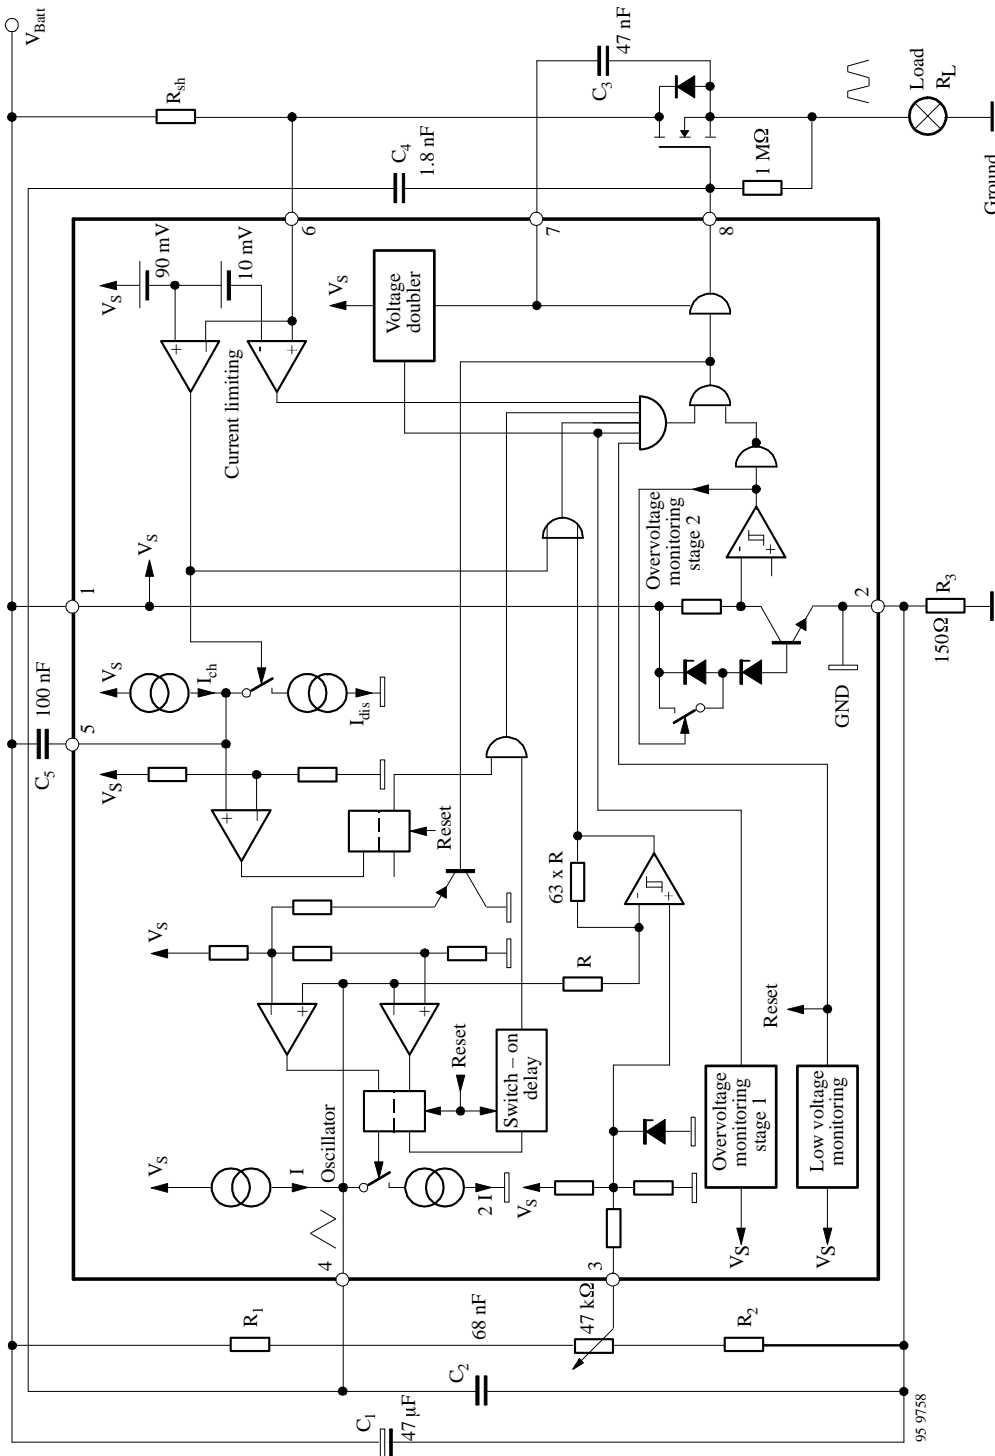 V_Batt
R_sh
C_3
47 nF
Load
R_L
Ground
C_4
1.8 nF
1 MΩ
6
7
8
V_S
90 mV
10 mV
V_S
Voltage
doubler
Current limiting
+
-
+
1
V_S
Overvoltage
monitoring
stage 2
-
+
2
R_3
150Ω
GND
C_5
100 nF
5
V_S
I_ch
I_dis
V_S
+
Reset
63 x R
-
+
R
V_S
+
+
Reset
Switch – on
delay
Reset
Oscillator
V_S
I
2 I
V_S
Overvoltage
monitoring
stage 1
Low voltage
monitoring
V_S
V_S
4
3
R_1
68 nF
47 kΩ
R_2
C_2
C_1
47 µF
95 9758